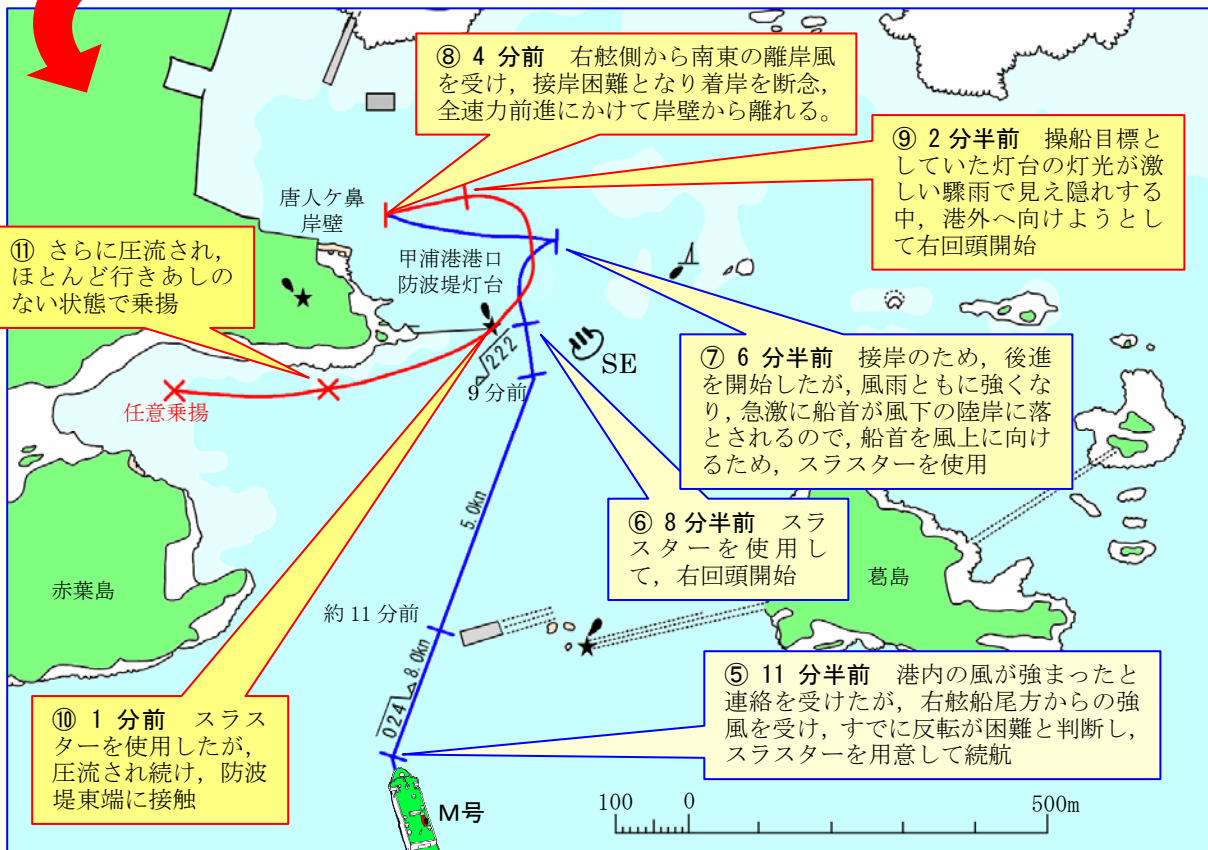 ⑧ 4 分前　右舷側から南東の離岸風
を受け，接岸困難となり着岸を断念，
全速力前進にかけて岸壁から離れる。
⑨ 2 分半前　操船目標と
していた灯台の灯光が激
しい驟雨で見え隠れする
中，港外へ向けようとし
て右回頭開始
唐人ケ鼻
岸壁
⑪ さらに圧流され，
ほとんど行きあしの
ない状態で乗揚
甲浦港港口
防波堤灯台
222
SE
9 分前
任意乗揚
⑦ 6 分半前　接岸のため，後進
を開始したが，風雨ともに強くな
り，急激に船首が風下の陸岸に落
とされるので，船首を風上に向け
るため，スラスターを使用
5.0kn
⑥ 8 分半前　スラ
スターを使用し
て，右回頭開始
赤葉島
葛島
約 11 分前
8.0kn
024
⑤ 11 分半前　港内の風が強まったと
連絡を受けたが，右舷船尾方からの強
風を受け，すでに反転が困難と判断し，
スラスターを用意して続航
⑩ 1 分前　スラス
ターを使用したが，
圧流され続け，防波
堤東端に接触
M号
100 0 500m